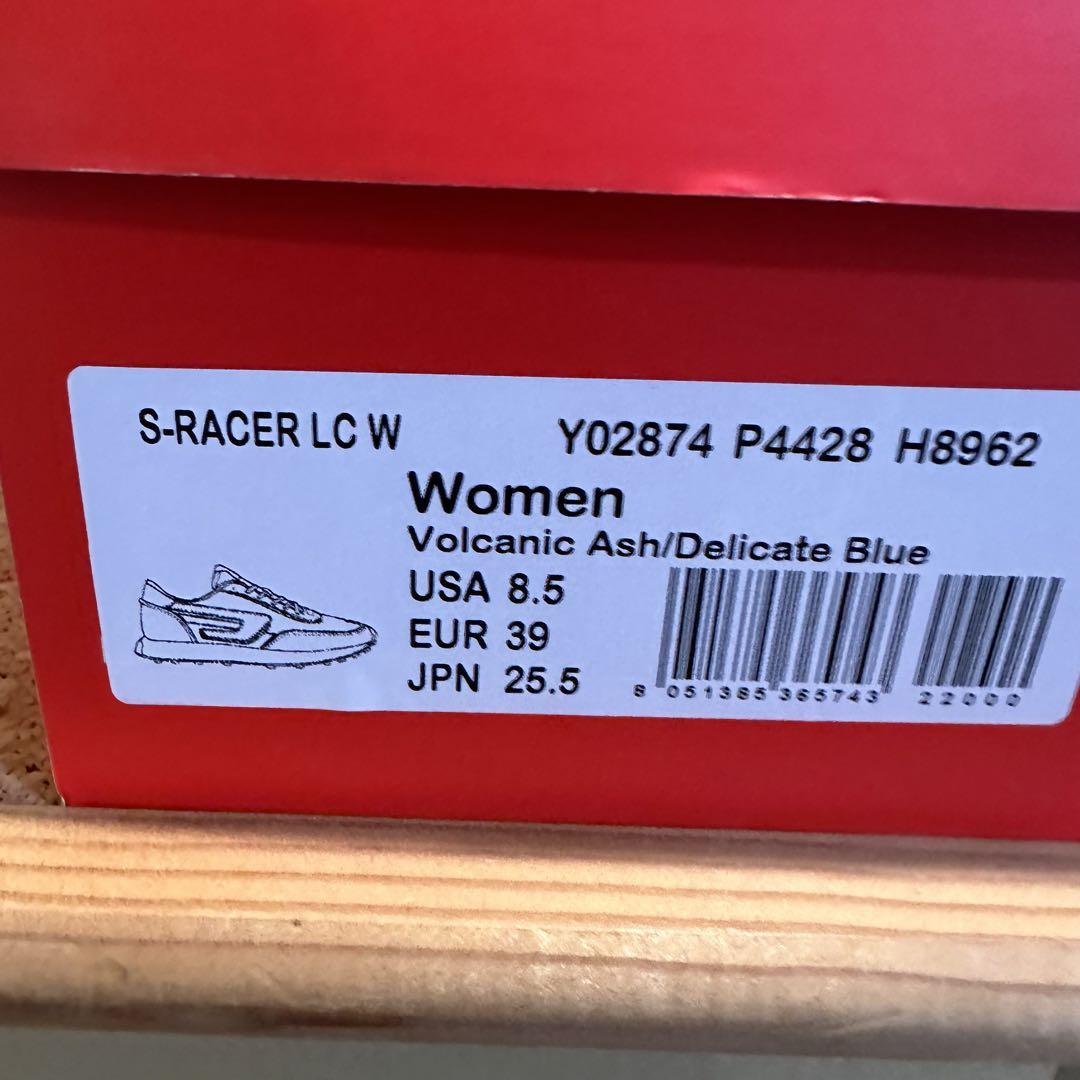 S-RACER LC W
Y02874 P4428 H8962
Women
Volcanic Ash/Delicate Blue
USA 8.5
EUR 39
JPN 25.5
8 051385 365743 22000